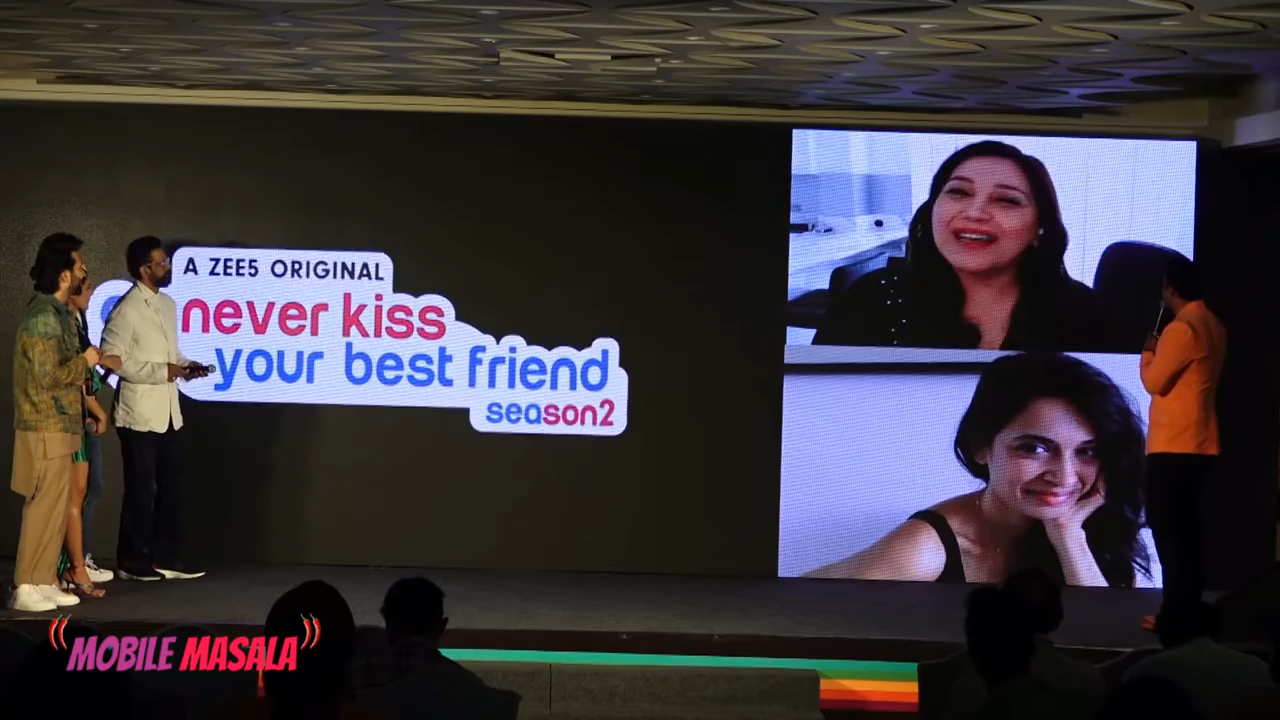 A ZEE5 ORIGINAL
never kiss
your best friend
season2
MOBILE MASALA